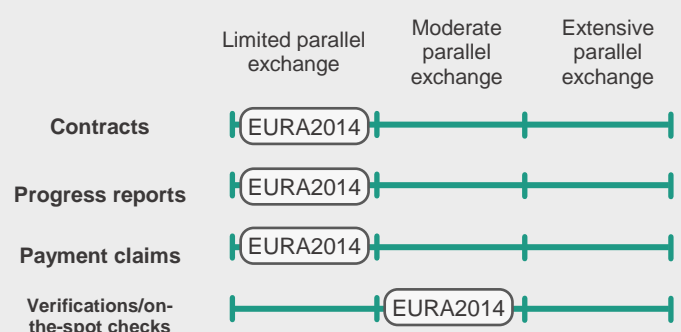 Limited parallel
exchange
Moderate
parallel
exchange
Extensive
parallel
exchange
Contracts
EURA2014
Progress reports
EURA2014
Payment claims
EURA2014
Verifications/on-
the-spot checks
EURA2014